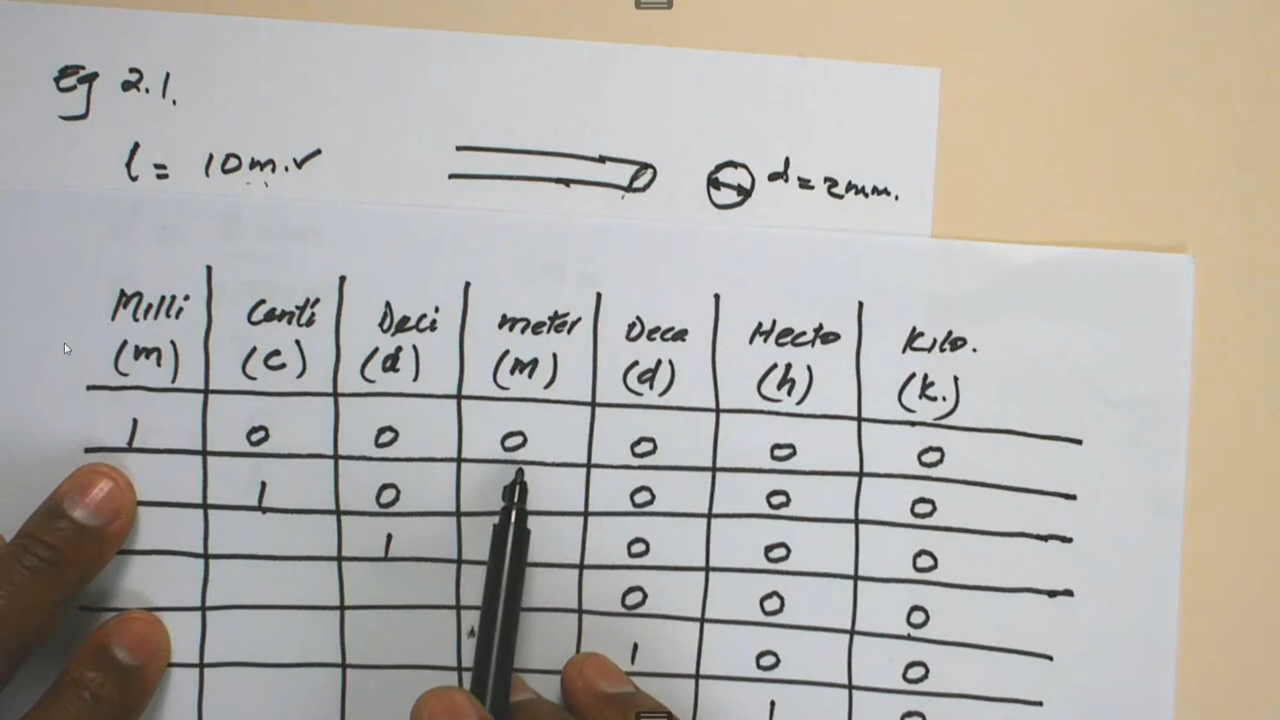 Eg 2.1.
l = 10m.✓ d = 2mm.
Milli Centi Deci meter Deca Hecto Kilo.
(m) (c) (d) (m) (d) (h) (k.)
1 0 0 0 0 0 0
1 0 0 0 0
1 0 0 0
0 0 0
1 0 0
1 0